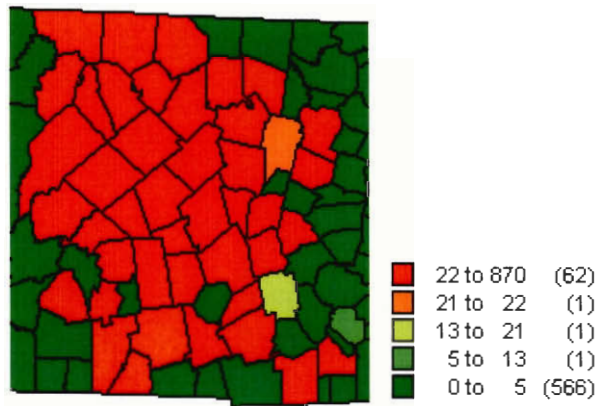 22 to 870 (62)
21 to 22 (1)
13 to 21 (1)
5 to 13 (1)
0 to 5 (566)